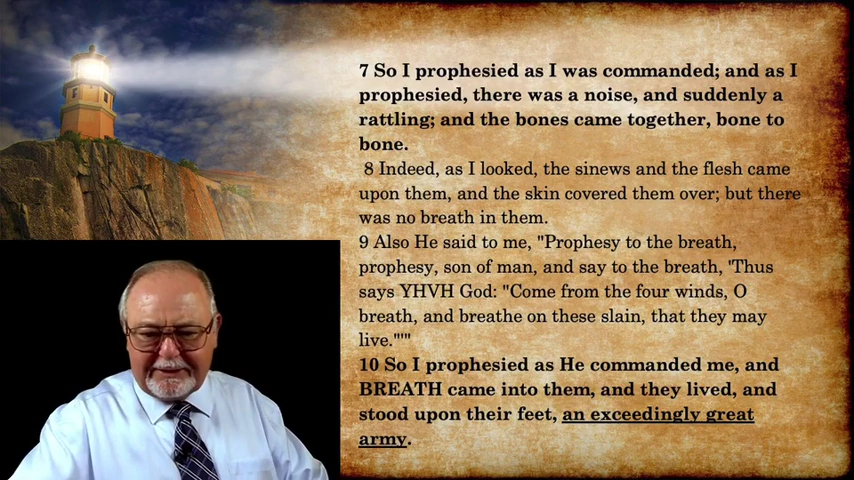 7 So I prophesied as I was commanded; and as I
prophesied, there was a noise, and suddenly a
rattling; and the bones came together, bone to
bone.
8 Indeed, as I looked, the sinews and the flesh came
upon them, and the skin covered them over; but there
was no breath in them.
9 Also He said to me, "Prophesy to the breath,
prophesy, son of man, and say to the breath, 'Thus
says YHVH God: "Come from the four winds, O
breath, and breathe on these slain, that they may
live."'"
10 So I prophesied as He commanded me, and
BREATH came into them, and they lived, and
stood upon their feet, an exceedingly great
army.